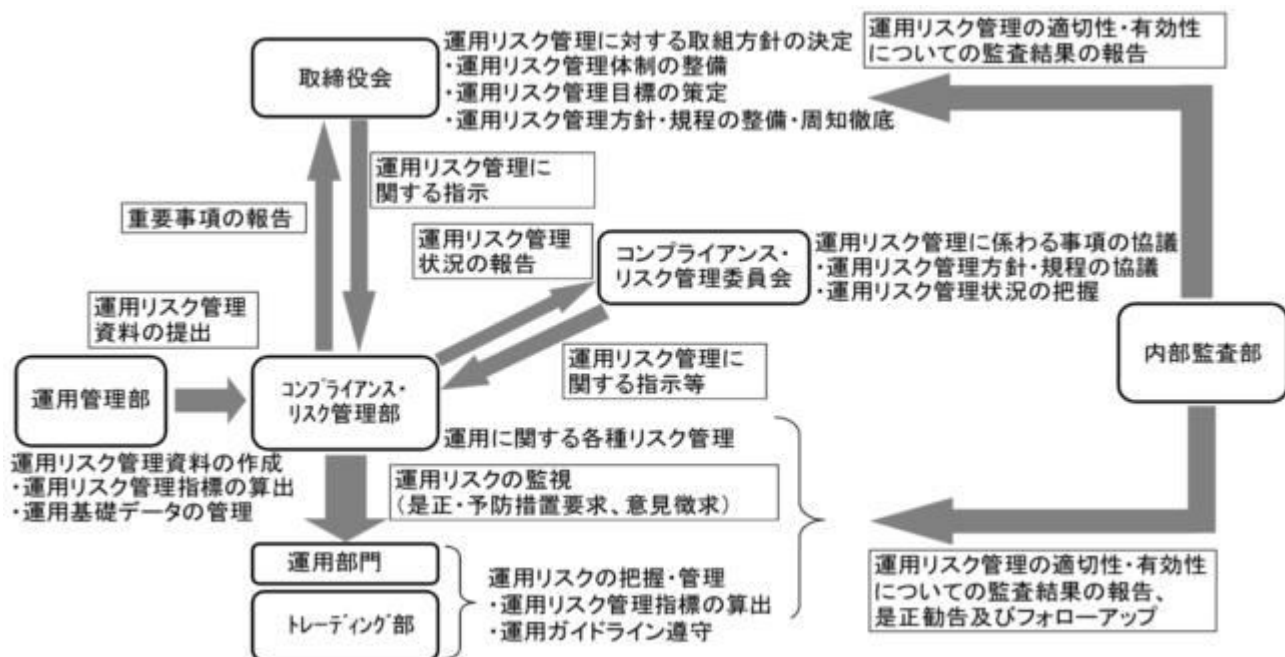 取締役会
運用リスク管理に対する取組方針の決定
・運用リスク管理体制の整備
・運用リスク管理目標の策定
・運用リスク管理方針・規程の整備・周知徹底
運用リスク管理の適切性・有効性
についての監査結果の報告
運用リスク管理に
関する指示
重要事項の報告
運用リスク管理
状況の報告
コンプライアンス・
リスク管理委員会
運用リスク管理に係わる事項の協議
・運用リスク管理方針・規程の協議
・運用リスク管理状況の把握
運用リスク管理
資料の提出
運用リスク管理に
関する指示等
内部監査部
運用管理部
コンプライアンス・
リスク管理部
運用に関する各種リスク管理
運用リスク管理資料の作成
・運用リスク管理指標の算出
・運用基礎データの管理
運用リスクの監視
(是正・予防措置要求、意見徴求)
運用部門
トレーディング部
運用リスクの把握・管理
・運用リスク管理指標の算出
・運用ガイドライン遵守
運用リスク管理の適切性・有効性
についての監査結果の報告、
是正勧告及びフォローアップ